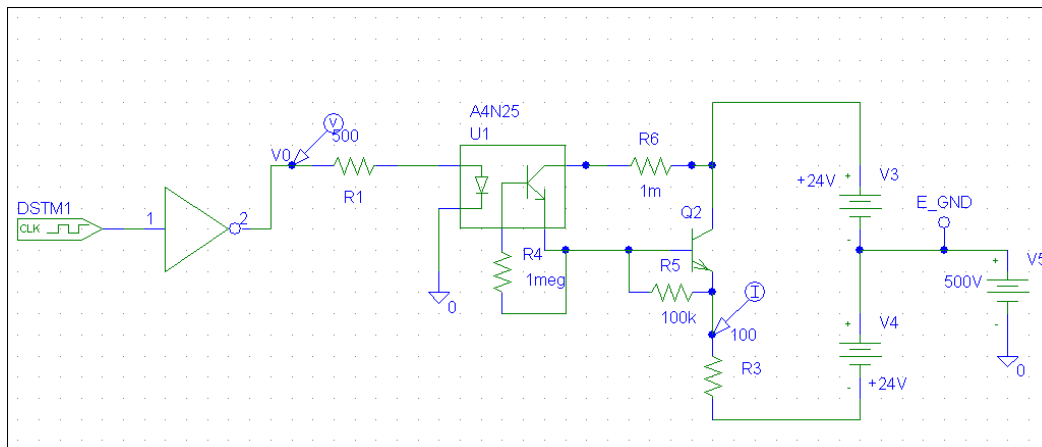 A4N25
U1
V
500
V0
R1
R6
1m
V3
+24V
+
-
E_GND
DSTM1
CLK
1
2
Q2
R4
1meg
R5
100k
I
100
+
V5
500V
-
0
+
V4
-
+24V
R3
0
0